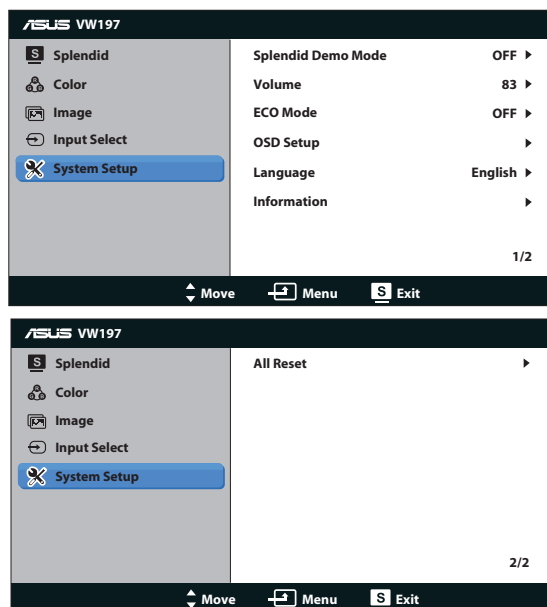 ASUS VW197
S Splendid
Splendid Demo Mode OFF
Color
Volume 83
Image
ECO Mode OFF
Input Select
OSD Setup
System Setup
Language English
Information
1/2
Move Menu S Exit
ASUS VW197
S Splendid
All Reset
Color
Image
Input Select
System Setup
2/2
Move Menu S Exit